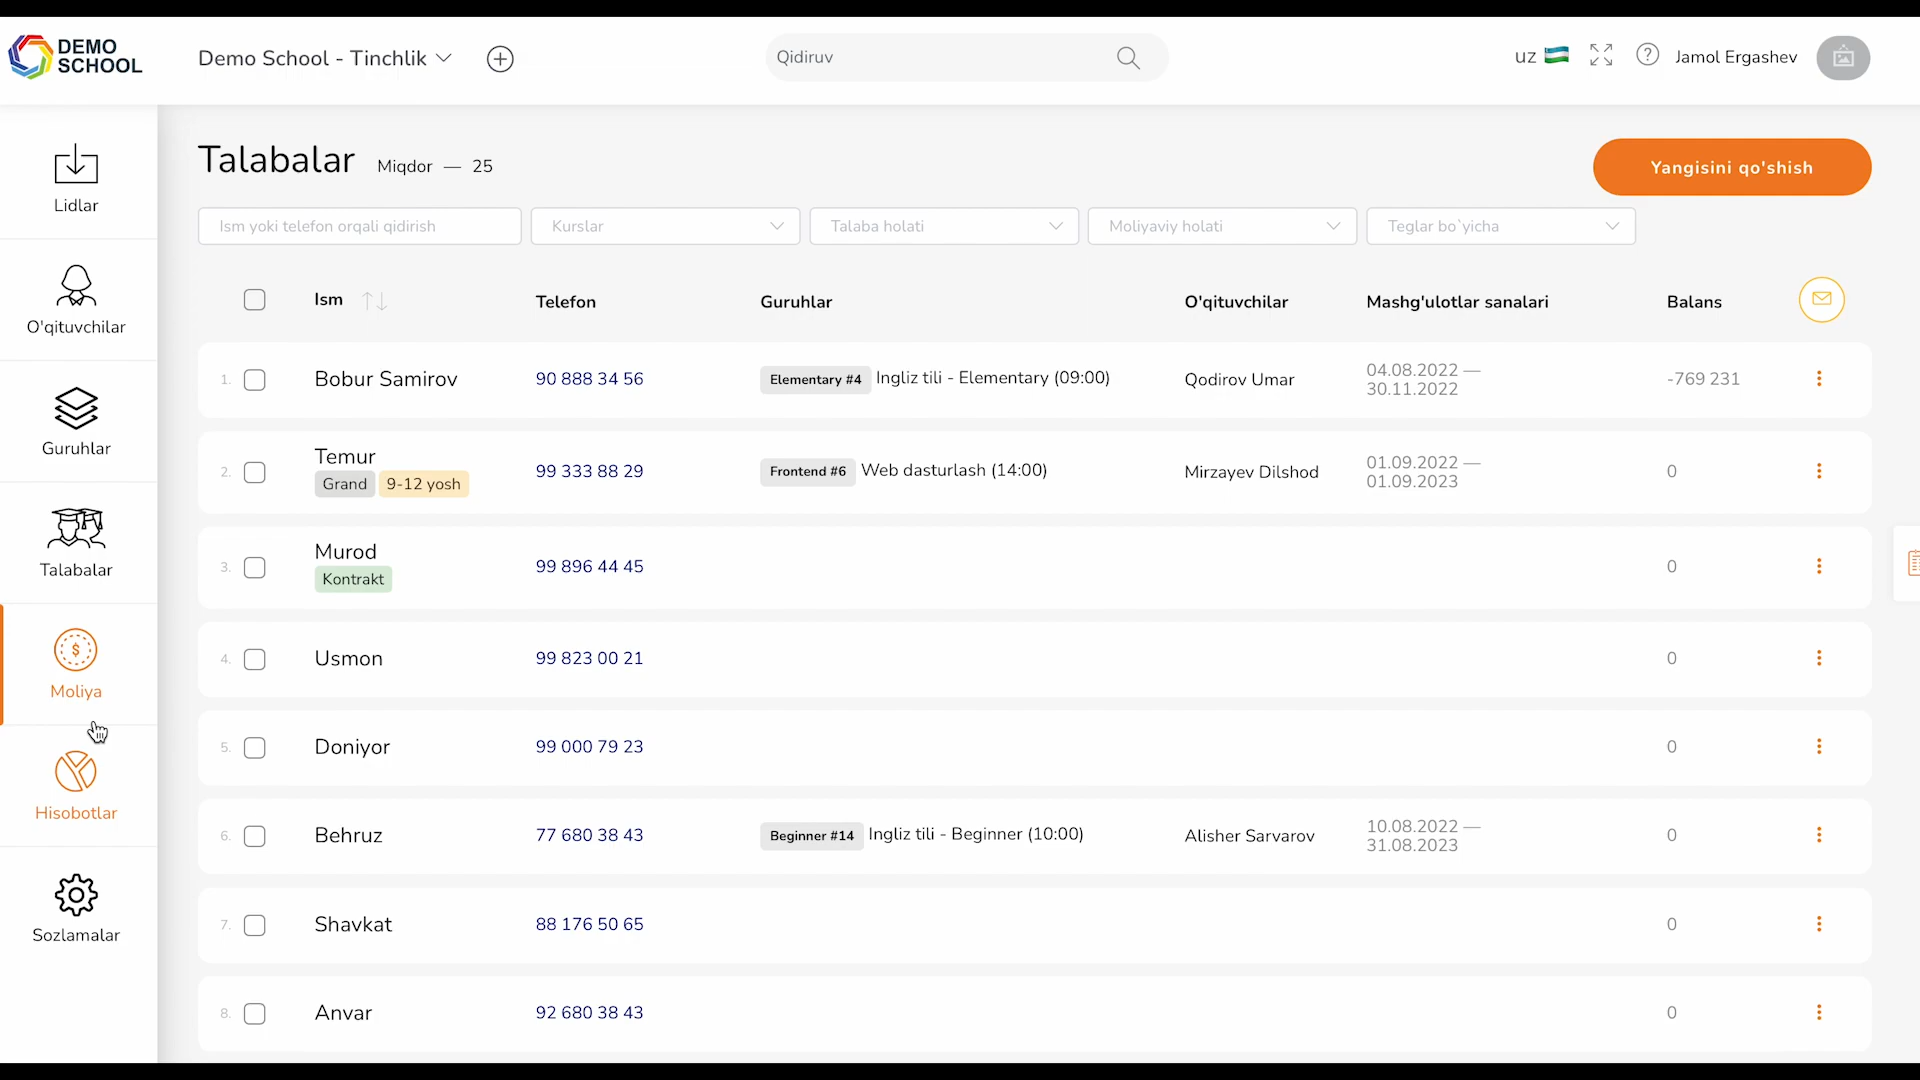 DEMO
SCHOOL
Demo School - Tinchlik
Qidiruv
uz
Jamol Ergashev
Lidlar
O'qituvchilar
Guruhlar
Talabalar
Moliya
Hisobotlar
Sozlamalar
Talabalar Miqdor — 25
Yangisini qo'shish
Ism yoki telefon orqali qidirish
Kurslar
Talaba holati
Moliyaviy holati
Teglar bo`yicha
Ism Telefon Guruhlar O'qituvchilar Mashg'ulotlar sanalari Balans
1. Bobur Samirov 90 888 34 56 Elementary #4 Ingliz tili - Elementary (09:00) Qodirov Umar 04.08.2022 — -769 231
30.11.2022
2. Temur 99 333 88 29 Frontend #6 Web dasturlash (14:00) Mirzayev Dilshod 01.09.2022 — 0
Grand 9-12 yosh 01.09.2023
3. Murod 99 896 44 45 0
Kontrakt
4. Usmon 99 823 00 21 0
5. Doniyor 99 000 79 23 0
6. Behruz 77 680 38 43 Beginner #14 Ingliz tili - Beginner (10:00) Alisher Sarvarov 10.08.2022 — 0
31.08.2023
7. Shavkat 88 176 50 65 0
8. Anvar 92 680 38 43 0